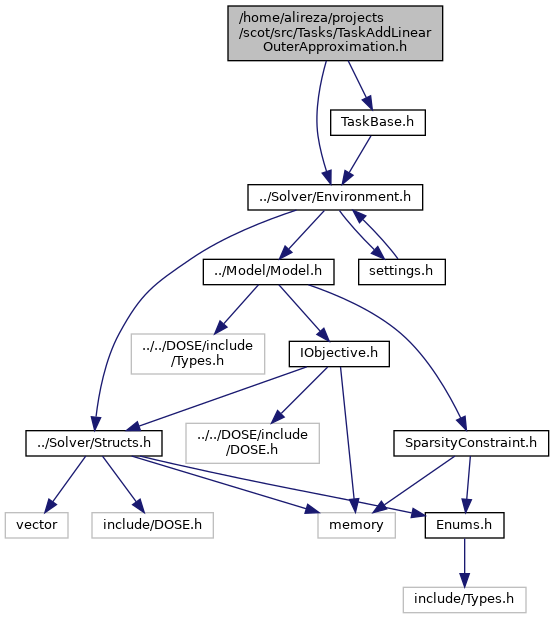 /home/alireza/projects
/scot/src/Tasks/TaskAddLinear
OuterApproximation.h
TaskBase.h
../Solver/Environment.h
../Model/Model.h
settings.h
../../DOSE/include
/Types.h
IObjective.h
../Solver/Structs.h
../../DOSE/include
/DOSE.h
SparsityConstraint.h
vector
include/DOSE.h
memory
Enums.h
include/Types.h